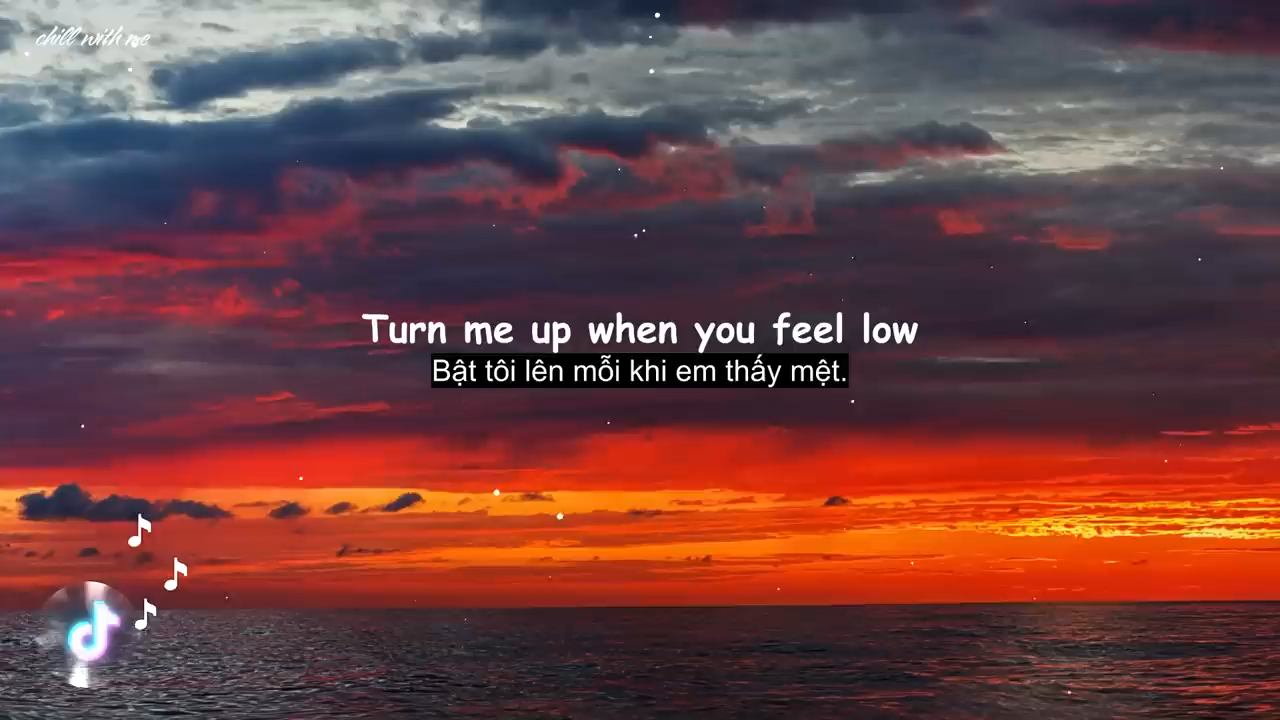 chill with me
Turn me up when you feel low
Bật tôi lên mỗi khi em thấy mệt.